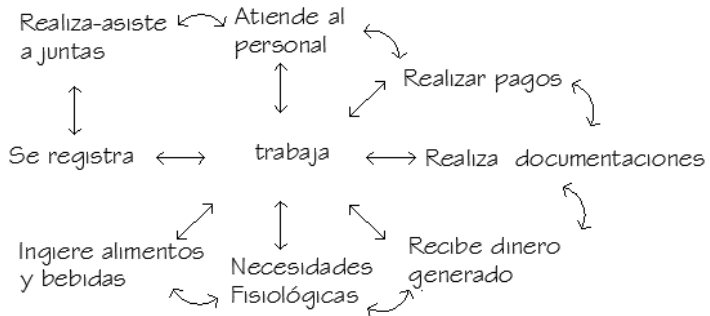 Realiza-asiste
a juntas
Atiende al
personal
Realizar pagos
Se registra
trabaja
Realiza documentaciones
Ingiere alimentos
y bebidas
Necesidades
Fisiológicas
Recibe dinero
generado